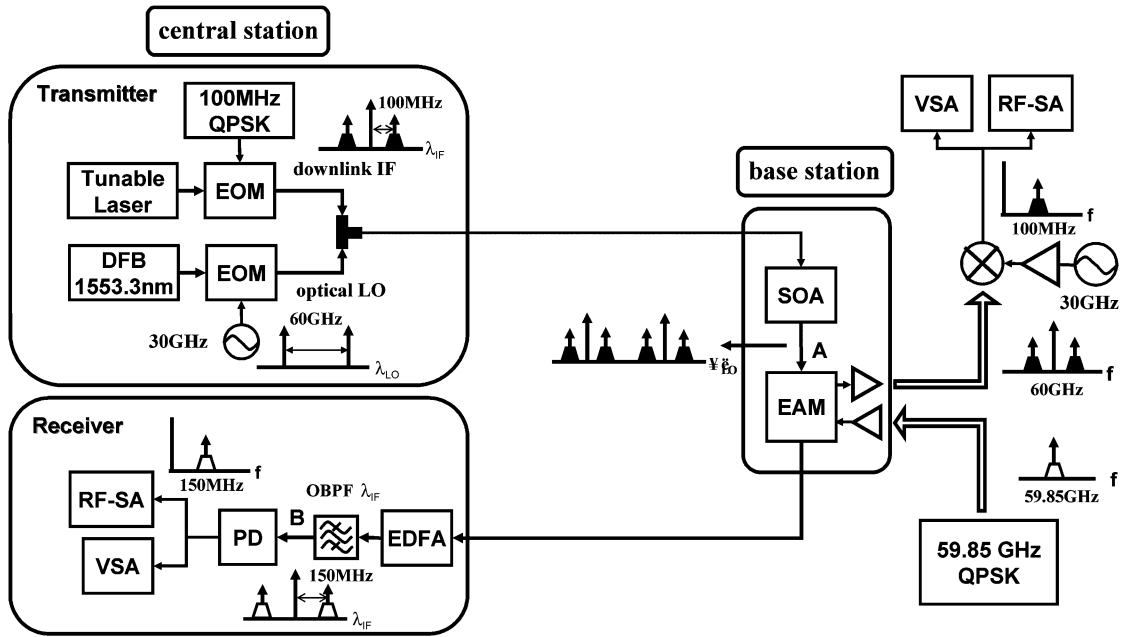 central station
Transmitter
100MHz
QPSK
100MHz
λIF
downlink IF
Tunable
Laser
EOM
DFB
1553.3nm
EOM
optical LO
30GHz
60GHz
λLO
Receiver
f
150MHz
RF-SA
VSA
PD
B
OBPF λIF
EDFA
150MHz
λIF
base station
SOA
A
¥ëLO
EAM
VSA
RF-SA
f
100MHz
30GHz
60GHz
f
59.85GHz
f
59.85 GHz
QPSK